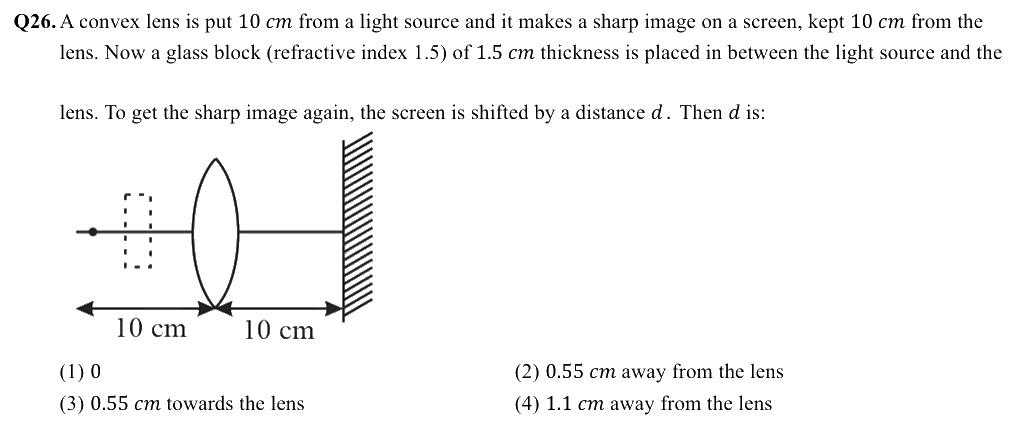 Q26. A convex lens is put 10 cm from a light source and it makes a sharp image on a screen, kept 10 cm from the
lens. Now a glass block (refractive index 1.5) of 1.5 cm thickness is placed in between the light source and the
lens. To get the sharp image again, the screen is shifted by a distance d. Then d is:
10 cm 10 cm
(1) 0 (2) 0.55 cm away from the lens
(3) 0.55 cm towards the lens (4) 1.1 cm away from the lens